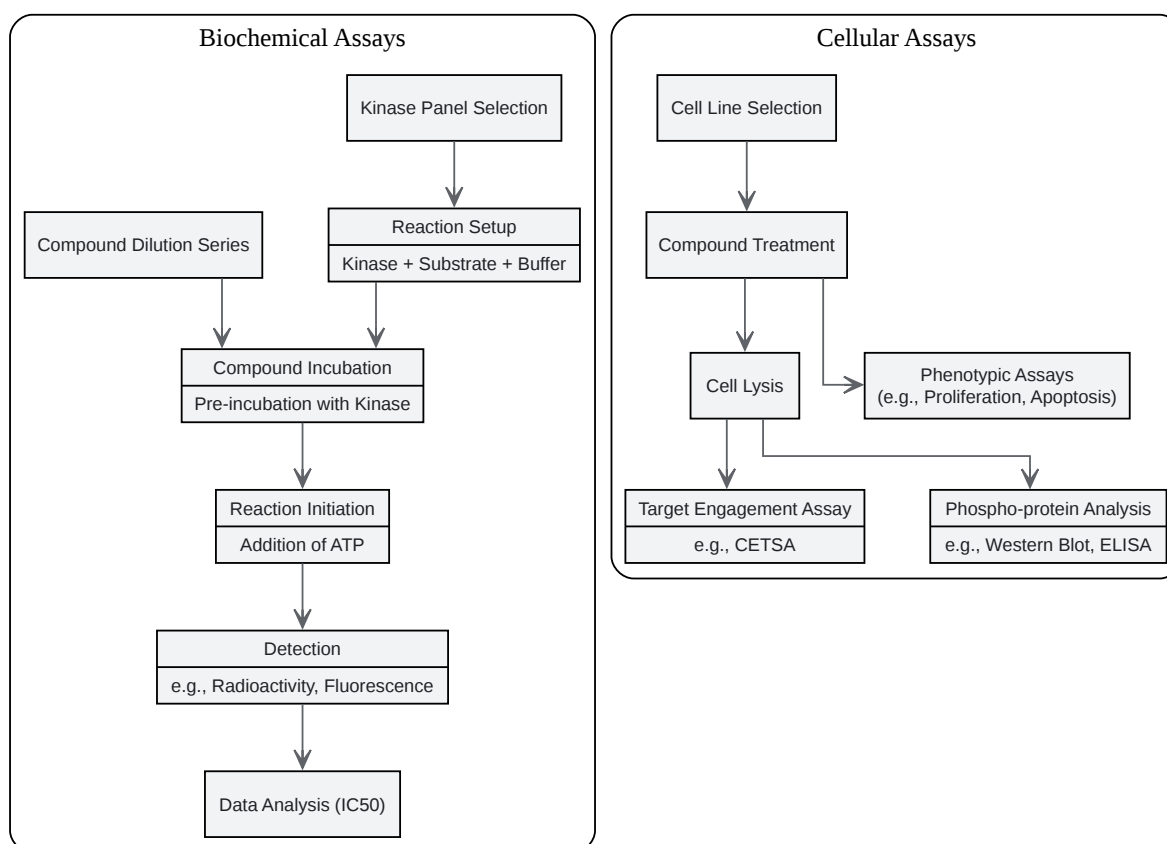 Biochemical Assays
Kinase Panel Selection
Compound Dilution Series
Reaction Setup
Kinase + Substrate + Buffer
Compound Incubation
Pre-incubation with Kinase
Reaction Initiation
Addition of ATP
Detection
e.g., Radioactivity, Fluorescence
Data Analysis (IC50)
Cellular Assays
Cell Line Selection
Compound Treatment
Cell Lysis
Phenotypic Assays
(e.g., Proliferation, Apoptosis)
Target Engagement Assay
e.g., CETSA
Phospho-protein Analysis
e.g., Western Blot, ELISA